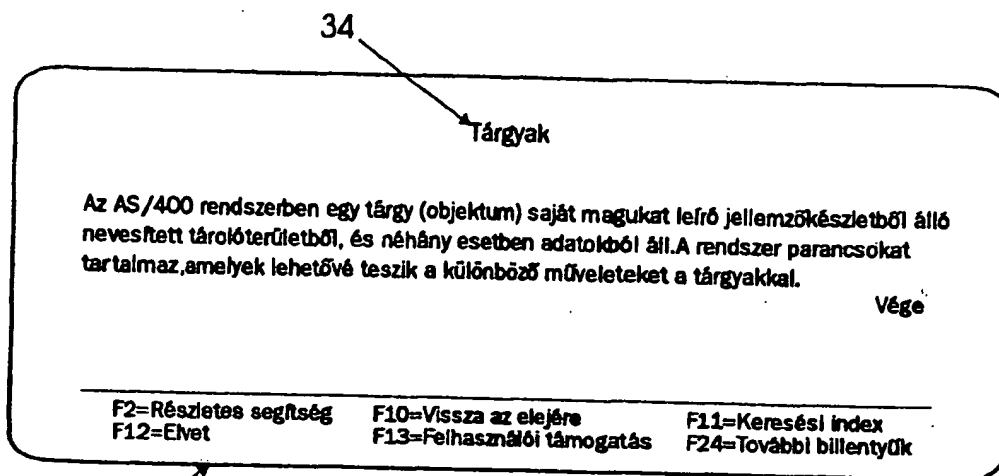 34
Tárgyak
Az AS/400 rendszerben egy tárgy (objektum) saját magukat leíró jellemzőkészletből álló
nevesített tárolóterületből, és néhány esetben adatokból áll.A rendszer parancsokat
tartalmaz,amelyek lehetővé teszik a különböző műveleteket a tárgyakkal.
Vége
F2=Részletes segítség F10=Vissza az elejére F11=Keresési index
F12=Elvet F13=Felhasználói támogatás F24=További billentyűk